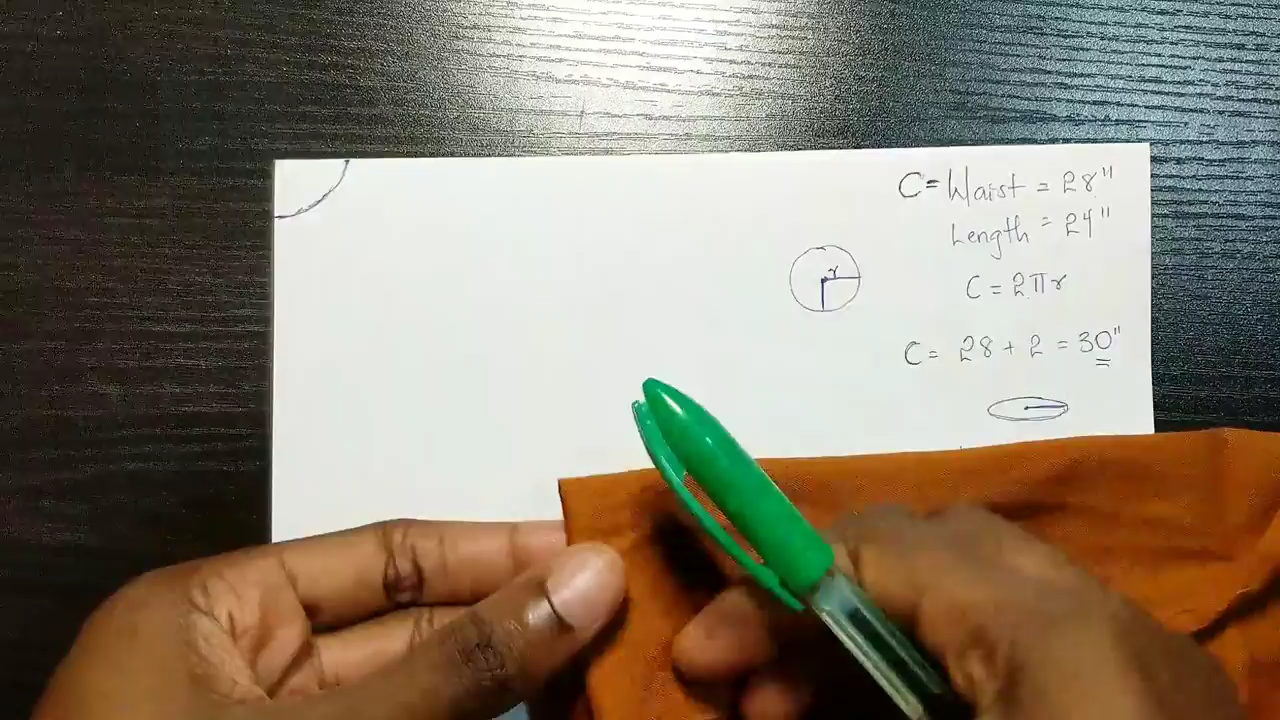 C = Waist = 28"
Length = 24"
r
C = 2πr
C = 28 + 2 = 30"